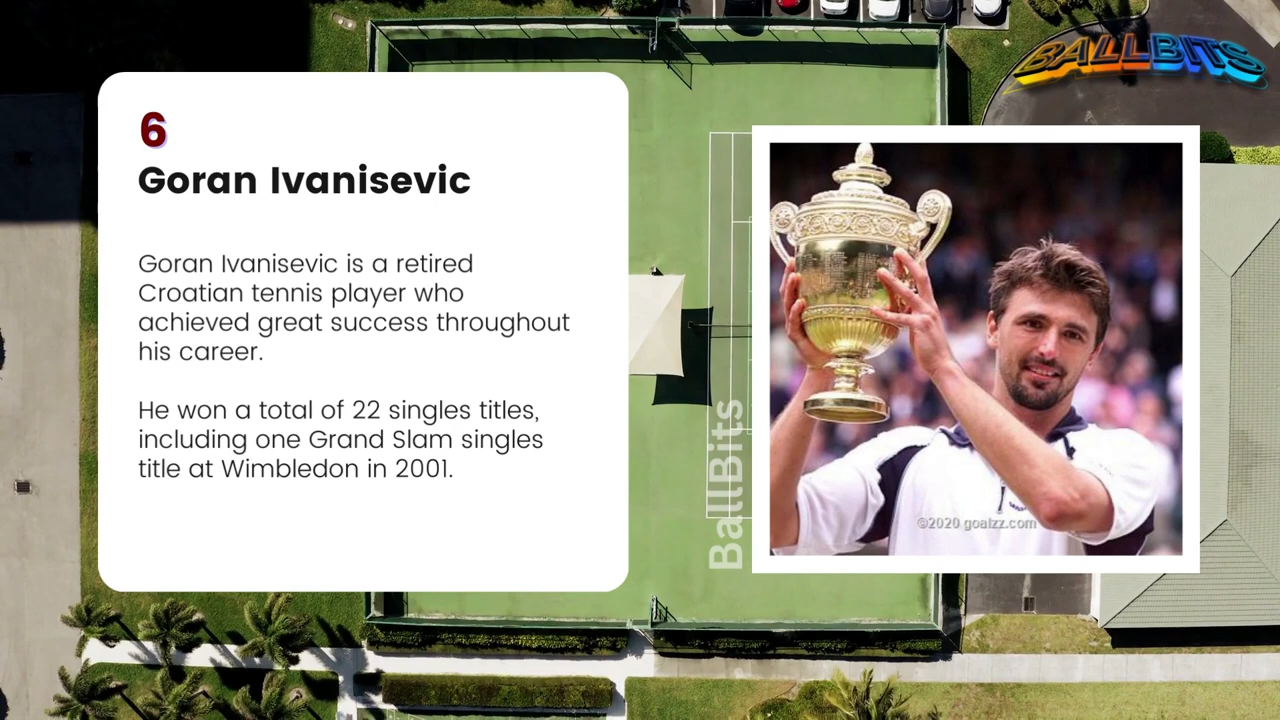 BALLBITS
6
Goran Ivanisevic
Goran Ivanisevic is a retired
Croatian tennis player who
achieved great success throughout
his career.
He won a total of 22 singles titles,
including one Grand Slam singles
title at Wimbledon in 2001.
BallBits
©2020 goalzz.com